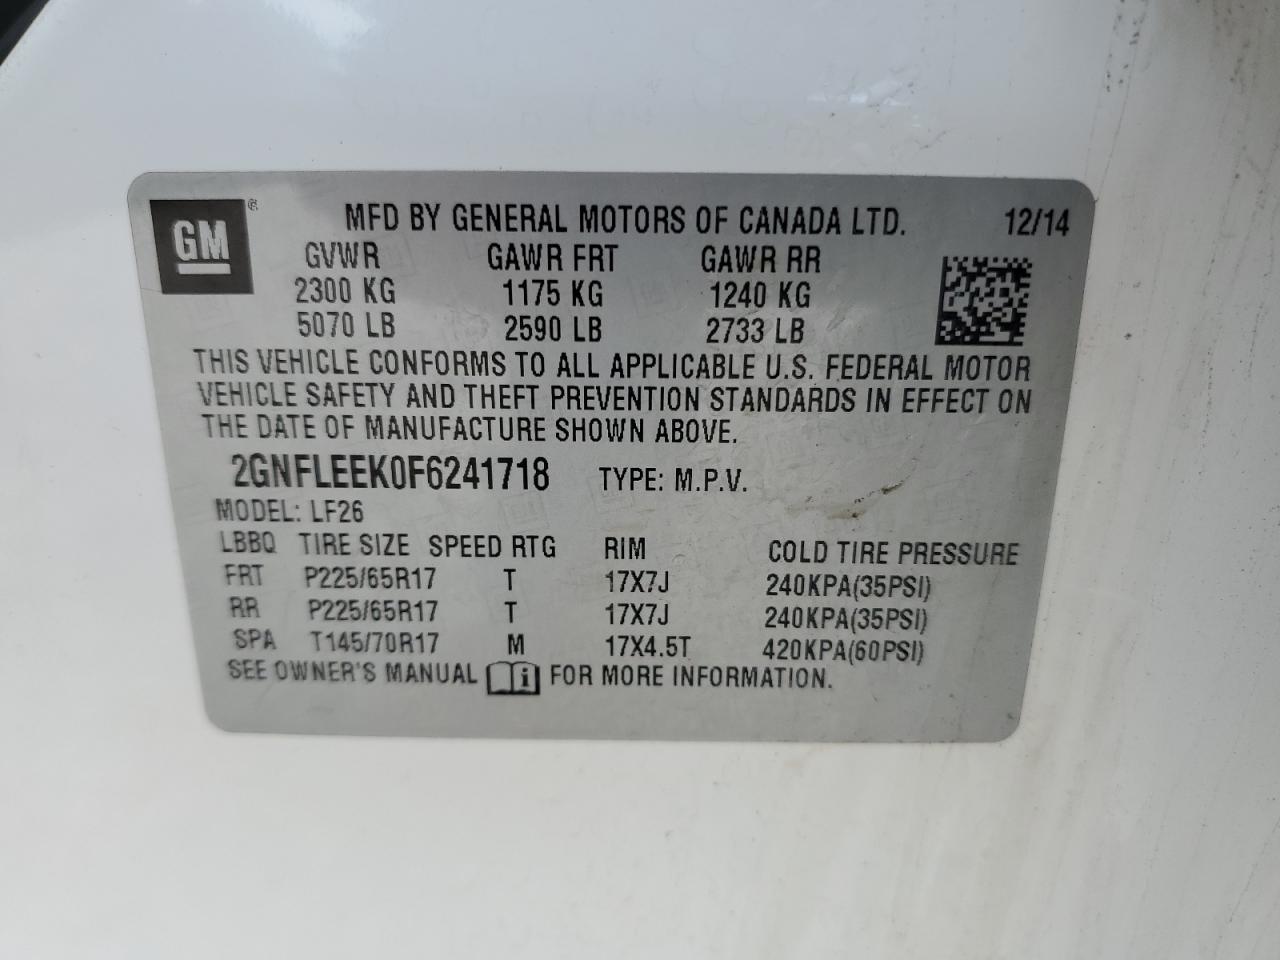 GM®
MFD BY GENERAL MOTORS OF CANADA LTD. 12/14
GVWR GAWR FRT GAWR RR
2300 KG 1175 KG 1240 KG
5070 LB 2590 LB 2733 LB
THIS VEHICLE CONFORMS TO ALL APPLICABLE U.S. FEDERAL MOTOR
VEHICLE SAFETY AND THEFT PREVENTION STANDARDS IN EFFECT ON
THE DATE OF MANUFACTURE SHOWN ABOVE.
2GNFLEEK0F6241718 TYPE: M.P.V.
MODEL: LF26
LBBQ TIRE SIZE SPEED RTG RIM COLD TIRE PRESSURE
FRT P225/65R17 T 17X7J 240KPA(35PSI)
RR P225/65R17 T 17X7J 240KPA(35PSI)
SPA T145/70R17 M 17X4.5T 420KPA(60PSI)
SEE OWNER'S MANUAL i FOR MORE INFORMATION.